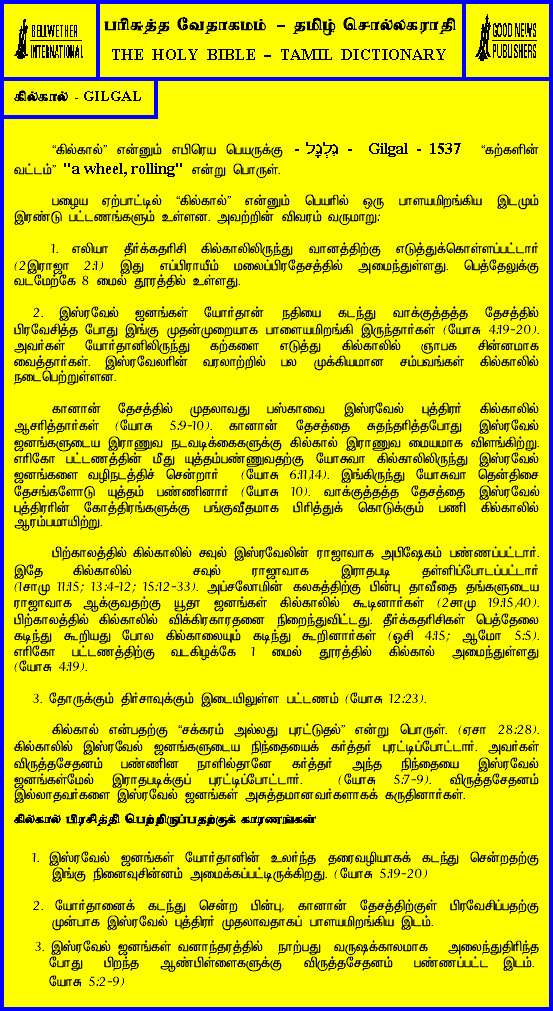 BELLWETHER
INTERNATIONAL
பரிசுத்த வேதாகமம் – தமிழ் சொல்லகராதி
THE HOLY BIBLE – TAMIL DICTIONARY
GOOD NEWS
PUBLISHERS
கில்கால் - GILGAL
“கில்கால்” என்னும் எபிரெய பெயருக்கு - גִּלְגָּל - Gilgal - 1537 “கற்களின்
வட்டம்” "a wheel, rolling" என்று பொருள்.
பழைய ஏற்பாட்டில் “கில்கால்” என்னும் பெயரில் ஒரு பாளயமிறங்கிய இடமும்
இரண்டு பட்டணங்களும் உள்ளன. அவற்றின் விவரம் வருமாறு:
1. எலியா தீர்க்கதரிசி கில்காலிலிருந்து வானத்திற்கு எடுத்துக்கொள்ளப்பட்டார்
(2இராஜா 2:1) இது எப்பிராயீம் மலைப்பிரதேசத்தில் அமைந்துள்ளது. பெத்தேலுக்கு
வடமேற்கே 8 மைல் தூரத்தில் உள்ளது.
2. இஸ்ரவேல் ஜனங்கள் யோர்தான் நதியை கடந்து வாக்குத்தத்த தேசத்தில்
பிரவேசித்த போது இங்கு முதன்முறையாக பாளையமிறங்கி இருந்தார்கள் (யோசு 4:19-20).
அவர்கள் யோர்தானிலிருந்து கற்களை எடுத்து கில்காலில் ஞாபக சின்னமாக
வைத்தார்கள். இஸ்ரவேலரின் வரலாற்றில் பல முக்கியமான சம்பவங்கள் கில்காலில்
நடைபெற்றுள்ளன.
கானான் தேசத்தில் முதலாவது பஸ்காவை இஸ்ரவேல் புத்திரர் கில்காலில்
ஆசரித்தார்கள் (யோசு 5:9-10). கானான் தேசத்தை சுதந்தரித்தபோது இஸ்ரவேல்
ஜனங்களுடைய இராணுவ நடவடிக்கைகளுக்கு கில்கால் இராணுவ மையமாக விளங்கிற்று.
எரிகோ பட்டணத்தின் மீது யுத்தம்பண்ணுவதற்கு யோசுவா கில்காலிலிருந்து இஸ்ரவேல்
ஜனங்களை வழிநடத்திச் சென்றார் (யோசு 6:11,14). இங்கிருந்து யோசுவா தென்திசை
தேசங்களோடு யுத்தம் பண்ணினார் (யோசு 10). வாக்குத்தத்த தேசத்தை இஸ்ரவேல்
புத்திரரின் கோத்திரங்களுக்கு பங்குவீதமாக பிரித்துக் கொடுக்கும் பணி கில்காலில்
ஆரம்பமாயிற்று.
பிற்காலத்தில் கில்காலில் சவுல் இஸ்ரவேலின் ராஜாவாக அபிஷேகம் பண்ணப்பட்டார்.
இதே கில்காலில் சவுல் ராஜாவாக இராதபடி தள்ளிப்போடப்பட்டார்
(1சாமு 11:15; 13:4-12; 15:12-33). அப்சலோமின் கலகத்திற்கு பின்பு தாவீதை தங்களுடைய
ராஜாவாக ஆக்குவதற்கு யூதா ஜனங்கள் கில்காலில் கூடினார்கள் (2சாமு 19:15,40).
பிற்காலத்தில் கில்காலில் விக்கிரகாரதனை நிறைந்துவிட்டது. தீர்க்கதரிசிகள் பெத்தேலை
கடிந்து கூறியது போல கில்காலையும் கடிந்து கூறினார்கள் (ஓசி 4:15; ஆமோ 5:5).
எரிகோ பட்டணத்திற்கு வடகிழக்கே 1 மைல் தூரத்தில் கில்கால் அமைந்துள்ளது
(யோசு 4:19).
3. தோருக்கும் திர்சாவுக்கும் இடையிலுள்ள பட்டணம் (யோசு 12:23).
கில்கால் என்பதற்கு “சக்கரம் அல்லது புரட்டுதல்” என்று பொருள். (ஏசா 28:28).
கில்காலில் இஸ்ரவேல் ஜனங்களுடைய நிந்தையைக் கர்த்தர் புரட்டிப்போட்டார். அவர்கள்
விருத்தசேதனம் பண்ணின நாளில்தானே கர்த்தர் அந்த நிந்தையை இஸ்ரவேல்
ஜனங்கள்மேல் இராதபடிக்குப் புரட்டிப்போட்டார். (யோசு 5:7-9). விருத்தசேதனம்
இல்லாதவர்களை இஸ்ரவேல் ஜனங்கள் அசுத்தமானவர்களாகக் கருதினார்கள்.
கில்கால் பிரசித்தி பெற்றிருப்பதற்குக் காரணங்கள்
1. இஸ்ரவேல் ஜனங்கள் யோர்தானின் உலர்ந்த தரைவழியாகக் கடந்து சென்றதற்கு
இங்கு நினைவுசின்னம் அமைக்கப்பட்டிருக்கிறது. (யோசு 5:19-20)
2. யோர்தானைக் கடந்து சென்ற பின்பு, கானான் தேசத்திற்குள் பிரவேசிப்பதற்கு
முன்பாக இஸ்ரவேல் புத்திரர் முதலாவதாகப் பாளயமிறங்கிய இடம்.
3. இஸ்ரவேல் ஜனங்கள் வனாந்தரத்தில் நாற்பது வருஷக்காலமாக அலைந்துதிரிந்த
போது பிறந்த ஆண்பிள்ளைகளுக்கு விருத்தசேதனம் பண்ணப்பட்ட இடம்.
யோசு 5:2-9)